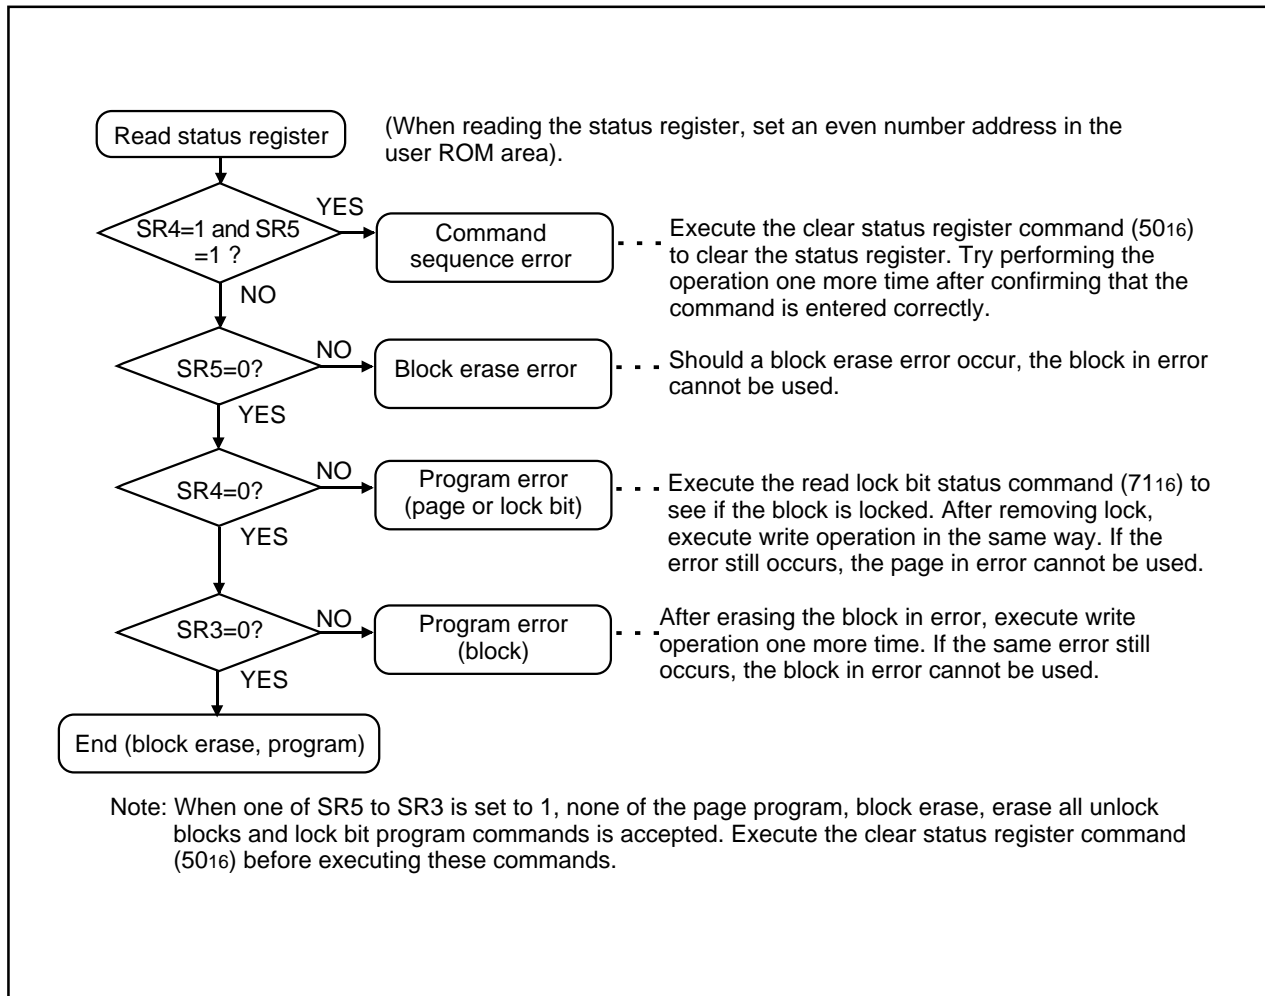 Read status register
(When reading the status register, set an even number address in the
user ROM area).
SR4=1 and SR5
=1 ?
YES
Command
sequence error
Execute the clear status register command (5016)
to clear the status register. Try performing the
operation one more time after confirming that the
command is entered correctly.
NO
SR5=0?
NO
Block erase error
Should a block erase error occur, the block in error
cannot be used.
YES
SR4=0?
NO
Program error
(page or lock bit)
Execute the read lock bit status command (7116) to
see if the block is locked. After removing lock,
execute write operation in the same way. If the
error still occurs, the page in error cannot be used.
YES
SR3=0?
NO
Program error
(block)
After erasing the block in error, execute write
operation one more time. If the same error still
occurs, the block in error cannot be used.
YES
End (block erase, program)
Note: When one of SR5 to SR3 is set to 1, none of the page program, block erase, erase all unlock
blocks and lock bit program commands is accepted. Execute the clear status register command
(5016) before executing these commands.